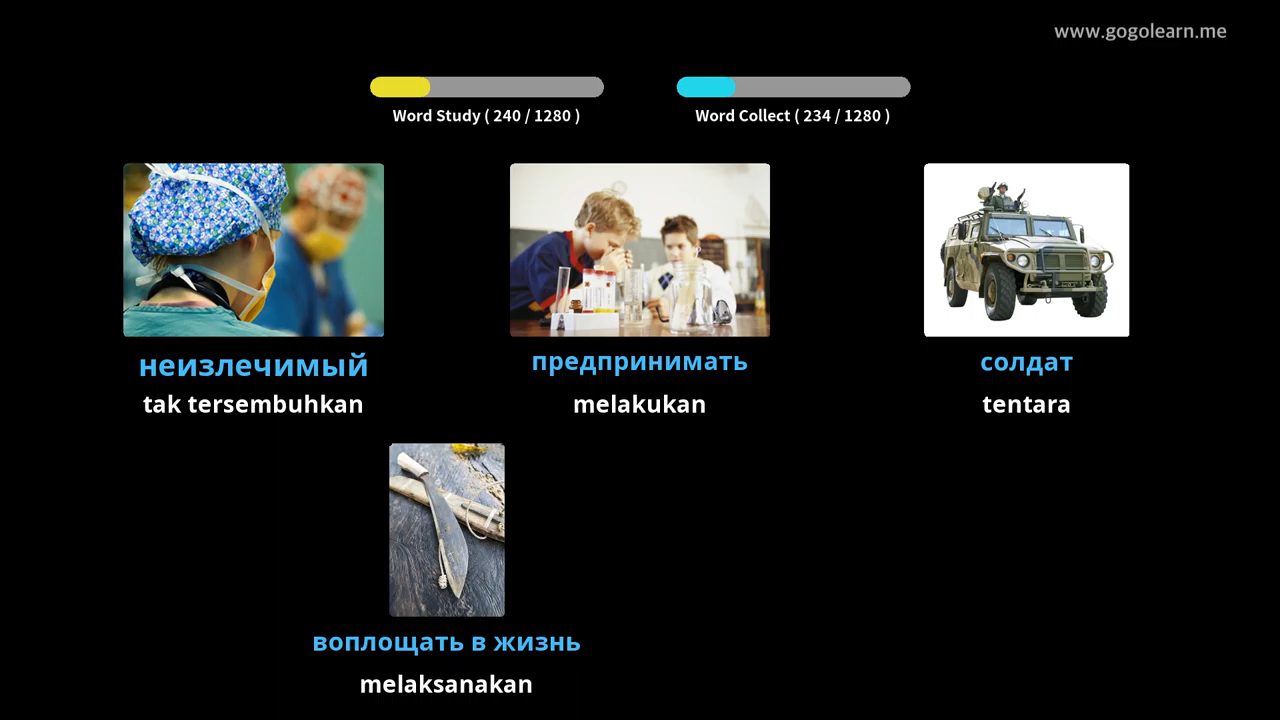 www.gogolearn.me
Word Study ( 240 / 1280 )
Word Collect ( 234 / 1280 )
неизлечимый
предпринимать
солдат
tak tersembuhkan
melakukan
tentara
воплощать в жизнь
melaksanakan